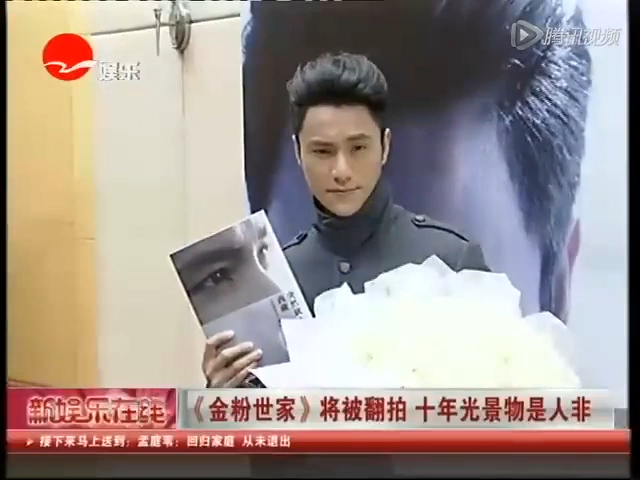 腾讯视频
娱乐
新娱乐在线
《金粉世家》将被翻拍 十年光景物是人非
接下来马上送到：孟庭苇：回归家庭 从未退出